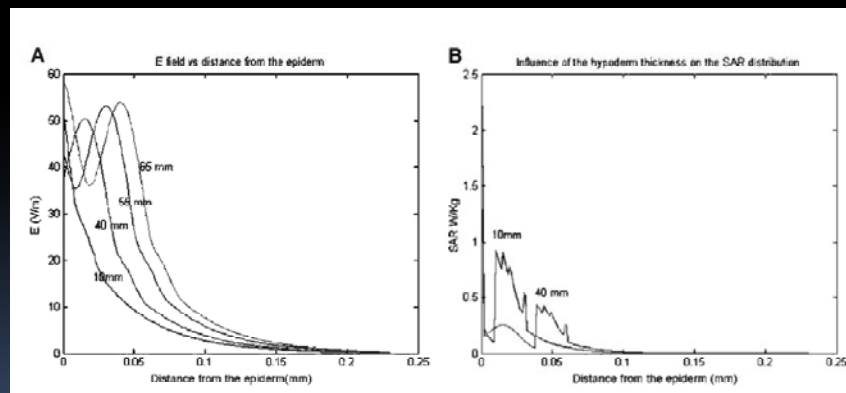 A
E field vs distance from the epiderm
60
50
40
30
20
10
0
E (V/m)
65 mm
55 mm
40 mm
10mm
0
0.05
0.1
0.15
0.2
0.25
Distance from the epiderm(mm)
B
Influence of the hypoderm thickness on the SAR distribution
2.5
2
1.5
1
0.5
0
SAR W/Kg
10mm
40 mm
0
0.05
0.1
0.15
0.2
0.25
Distance from the epiderm (mm)